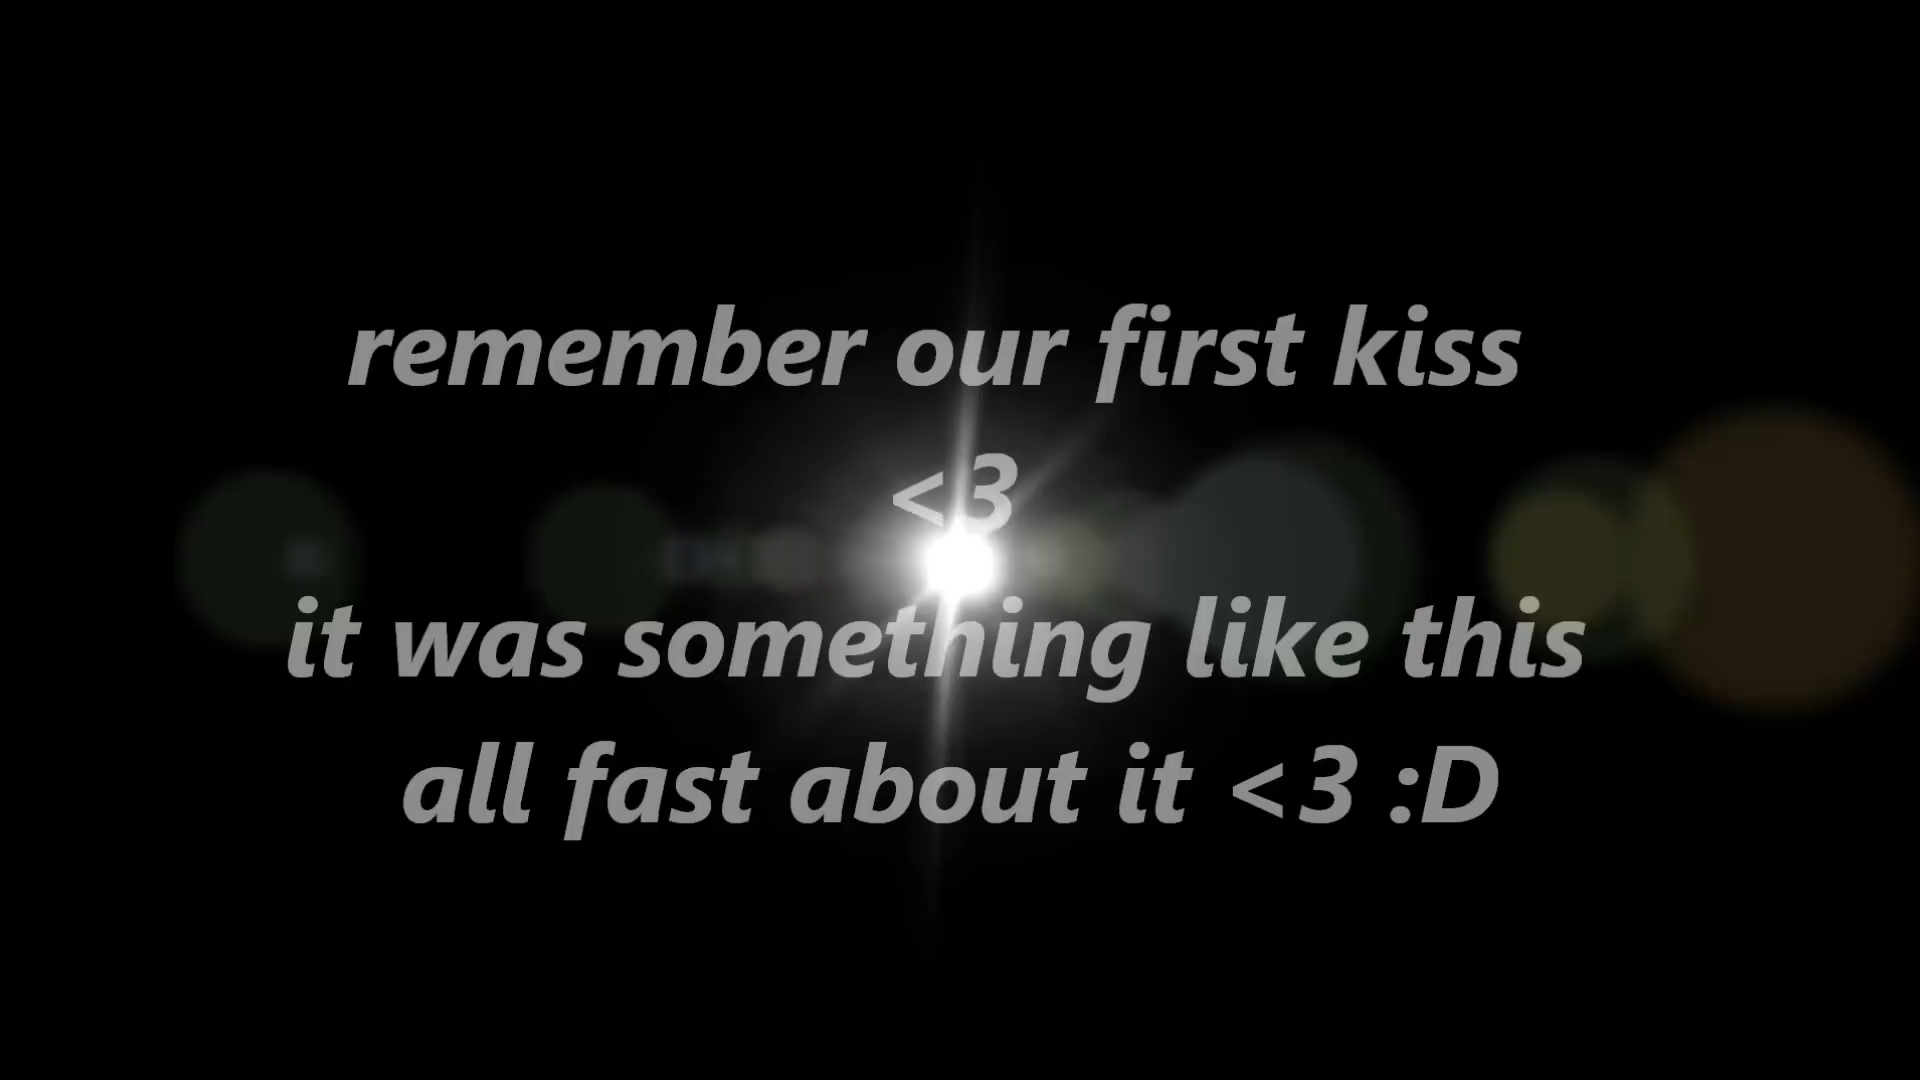 remember our first kiss
<3
it was something like this
all fast about it <3 :D